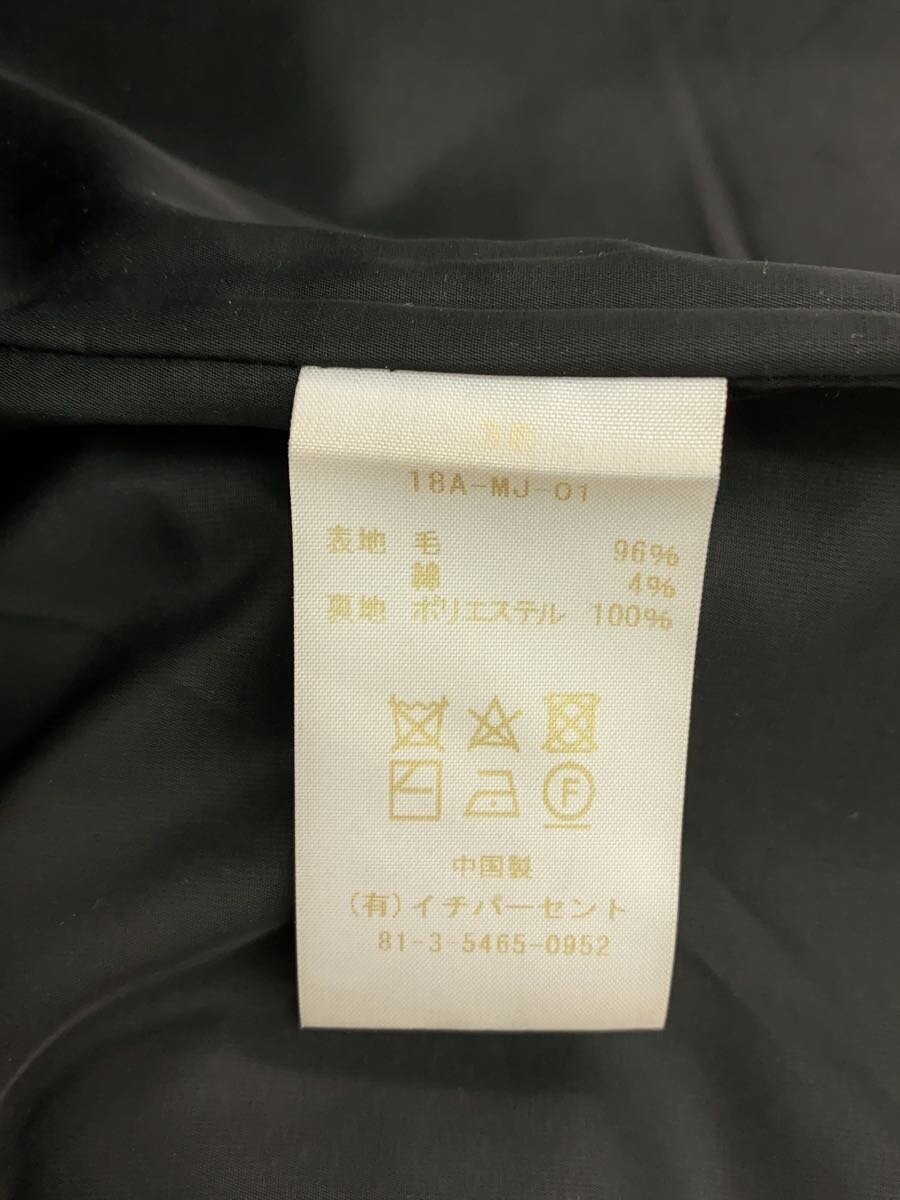 18A-MJ-01
表地 毛 96%
綿 4%
裏地 ポリエステル 100%
F
中国製
(有)イチパーセント
81-3-5465-0952